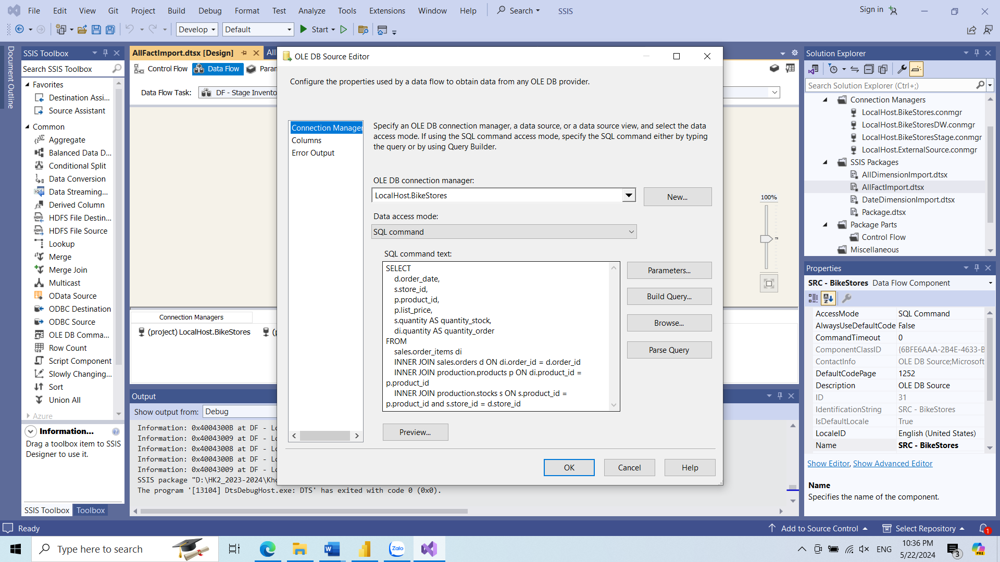 File Edit View Git Project Build Debug Format Test Analyze Tools Extensions Window Help Search SSIS Sign in
Develop Default Start
Document Outline
SSIS Toolbox
Search SSIS Toolbox
Favorites
Destination Assi...
Source Assistant
Common
Aggregate
Balanced Data D...
Conditional Split
Data Conversion
Data Streaming...
Derived Column
HDFS File Destin...
HDFS File Source
Lookup
Merge
Merge Join
Multicast
OData Source
ODBC Destination
ODBC Source
OLE DB Comma...
Row Count
Script Component
Slowly Changing...
Sort
Union All
Azure
Information...
Drag a toolbox item to SSIS
Designer to use it.
SSIS Toolbox Toolbox
AllFactImport.dtsx [Design] All
Control Flow Data Flow Param
Data Flow Task: DF - Stage Invento
100%
Connection Managers
(project) LocalHost.BikeStores (p
OLE DB Source Editor
Configure the properties used by a data flow to obtain data from any OLE DB provider.
Connection Manager
Columns
Error Output
Specify an OLE DB connection manager, a data source, or a data source view, and select the data
access mode. If using the SQL command access mode, specify the SQL command either by typing
the query or by using Query Builder.
OLE DB connection manager:
LocalHost.BikeStores New...
Data access mode:
SQL command
SQL command text:
SELECT
d.order_date,
s.store_id,
p.product_id,
p.list_price,
s.quantity AS quantity_stock,
di.quantity AS quantity_order
FROM
sales.order_items di
INNER JOIN sales.orders d ON di.order_id = d.order_id
INNER JOIN production.products p ON di.product_id =
p.product_id
INNER JOIN production.stocks s ON s.product_id =
p.product_id and s.store_id = d.store_id
Parameters...
Build Query...
Browse...
Parse Query
Preview...
OK Cancel Help
Output
Show output from: Debug
Information: 0x4004300B at DF - Lo
Information: 0x40043009 at DF - Lo
Information: 0x40043008 at DF - Lo
Information: 0x4004300B at DF - Lo
Information: 0x40043009 at DF - Lo
SSIS package "D:\HK2_2023-2024\Kho
The program '[13104] DtsDebugHost.exe: DTS' has exited with code 0 (0x0).
Solution Explorer
Search Solution Explorer (Ctrl+;)
Connection Managers
LocalHost.BikeStores.conmgr
LocalHost.BikeStoresDW.conmgr
LocalHost.BikeStoresStage.conmgr
LocalHost.ExternalSource.conmgr
SSIS Packages
AllDimensionImport.dtsx
AllFactImport.dtsx
DateDimensionImport.dtsx
Package.dtsx
Package Parts
Control Flow
Miscellaneous
Properties
SRC - BikeStores Data Flow Component
AccessMode SQL Command
AlwaysUseDefaultCode False
CommandTimeout 0
ComponentClassID {6BFE6AAA-2B4E-4633-B
ContactInfo OLE DB Source;Microsoft
DefaultCodePage 1252
Description OLE DB Source
ID 31
IdentificationString SRC - BikeStores
IsDefaultLocale True
LocaleID English (United States)
Name SRC - BikeStores
Show Editor, Show Advanced Editor
Name
Specifies the name of the component.
Ready Add to Source Control Select Repository 1
Type here to search Zalo ENG 10:36 PM
5/22/2024 3 PRE